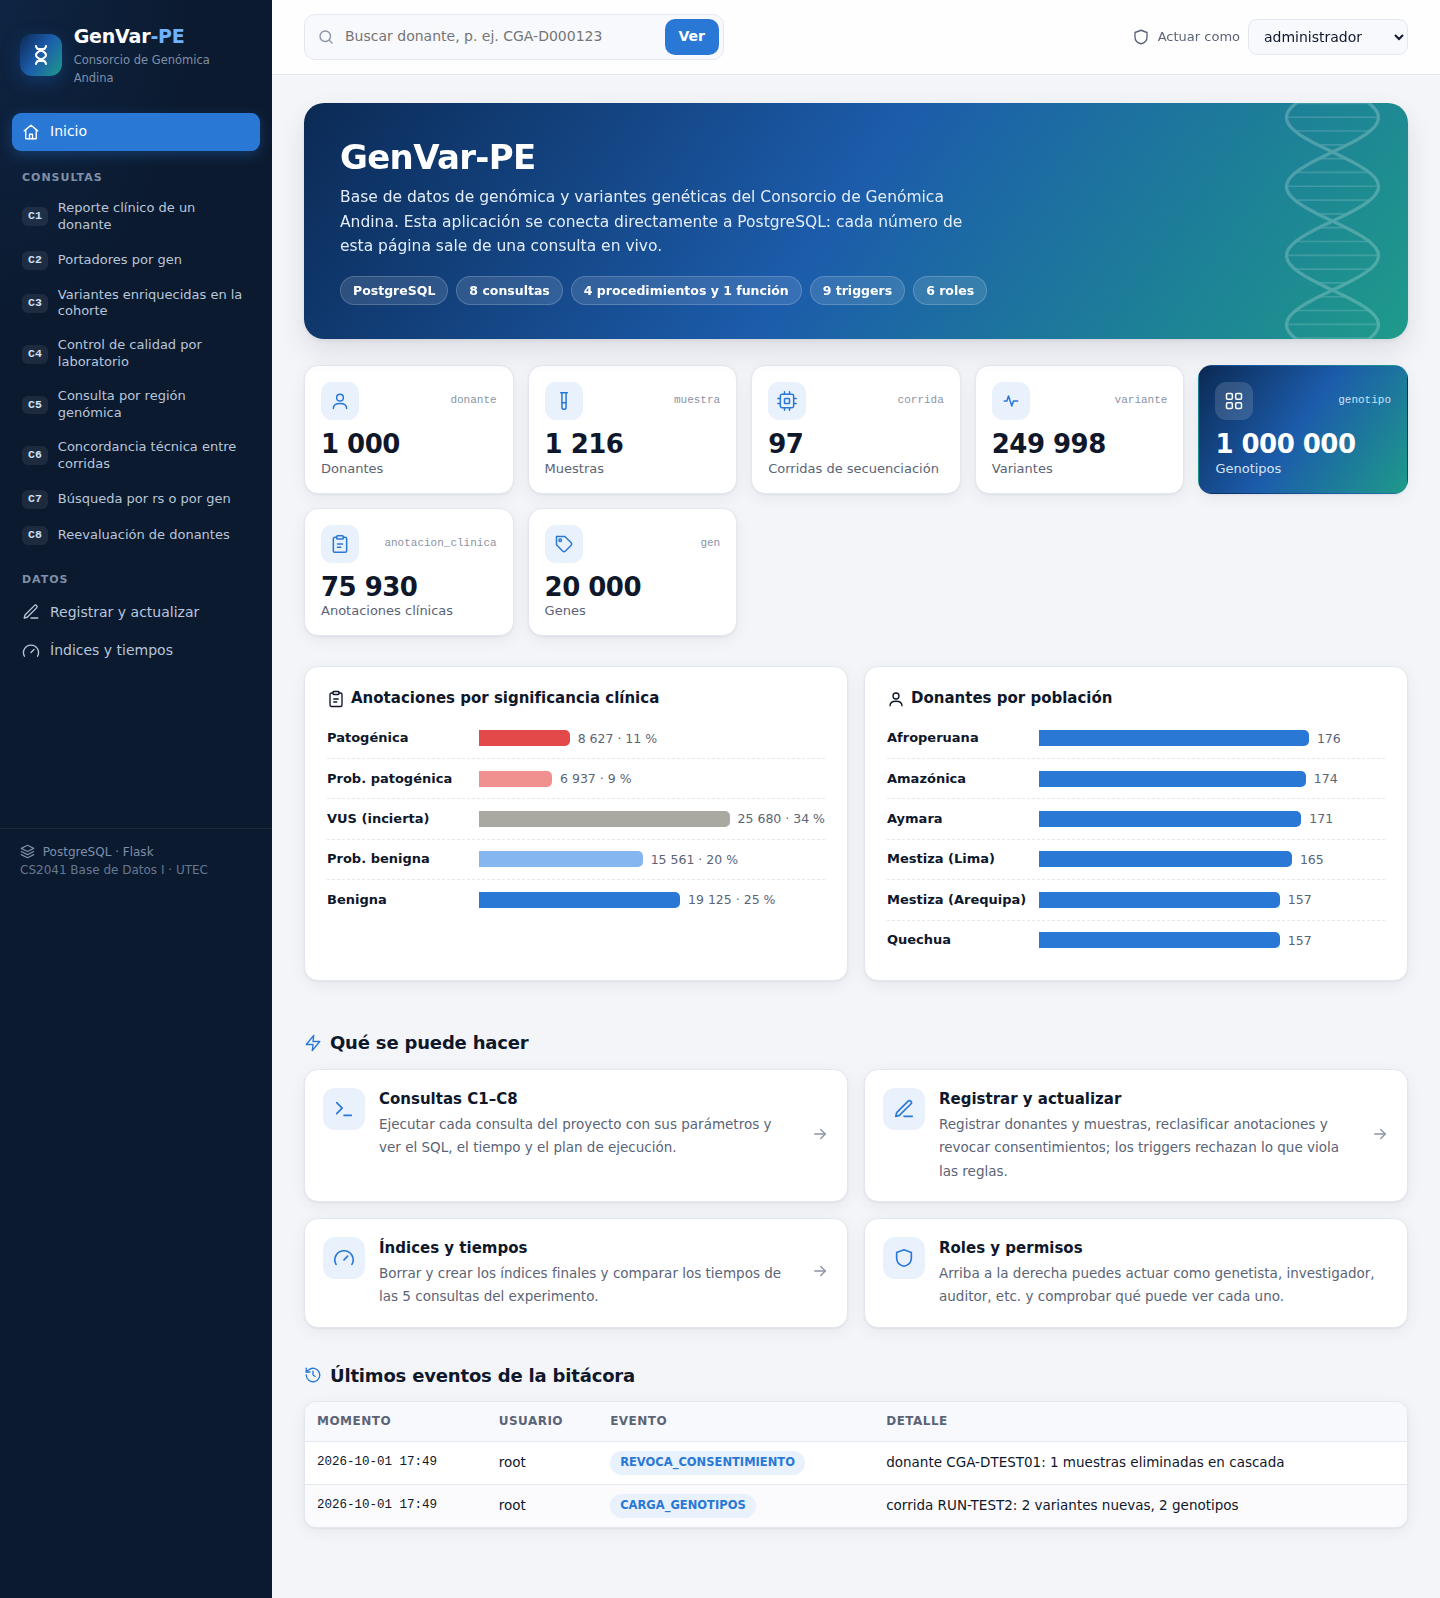 GenVar-PE
Consorcio de Genómica
Andina
Inicio
CONSULTAS
C1 Reporte clínico de un
donante
C2 Portadores por gen
C3 Variantes enriquecidas en la
cohorte
C4 Control de calidad por
laboratorio
C5 Consulta por región
genómica
C6 Concordancia técnica entre
corridas
C7 Búsqueda por rs o por gen
C8 Reevaluación de donantes
DATOS
Registrar y actualizar
Índices y tiempos
PostgreSQL · Flask
CS2041 Base de Datos I · UTEC
Buscar donante, p. ej. CGA-D000123
Ver
Actuar como
administrador
GenVar-PE
Base de datos de genómica y variantes genéticas del Consorcio de Genómica
Andina. Esta aplicación se conecta directamente a PostgreSQL: cada número de
esta página sale de una consulta en vivo.
PostgreSQL
8 consultas
4 procedimientos y 1 función
9 triggers
6 roles
donante
1 000
Donantes
muestra
1 216
Muestras
corrida
97
Corridas de secuenciación
variante
249 998
Variantes
genotipo
1 000 000
Genotipos
anotacion_clinica
75 930
Anotaciones clínicas
gen
20 000
Genes
Anotaciones por significancia clínica
Patogénica 8 627 · 11 %
Prob. patogénica 6 937 · 9 %
VUS (incierta) 25 680 · 34 %
Prob. benigna 15 561 · 20 %
Benigna 19 125 · 25 %
Donantes por población
Afroperuana 176
Amazónica 174
Aymara 171
Mestiza (Lima) 165
Mestiza (Arequipa) 157
Quechua 157
Qué se puede hacer
Consultas C1–C8
Ejecutar cada consulta del proyecto con sus parámetros y
ver el SQL, el tiempo y el plan de ejecución.
Registrar y actualizar
Registrar donantes y muestras, reclasificar anotaciones y
revocar consentimientos; los triggers rechazan lo que viola
las reglas.
Índices y tiempos
Borrar y crear los índices finales y comparar los tiempos de
las 5 consultas del experimento.
Roles y permisos
Arriba a la derecha puedes actuar como genetista, investigador,
auditor, etc. y comprobar qué puede ver cada uno.
Últimos eventos de la bitácora
MOMENTO USUARIO EVENTO DETALLE
2026-10-01 17:49 root REVOCA_CONSENTIMIENTO donante CGA-DTEST01: 1 muestras eliminadas en cascada
2026-10-01 17:49 root CARGA_GENOTIPOS corrida RUN-TEST2: 2 variantes nuevas, 2 genotipos